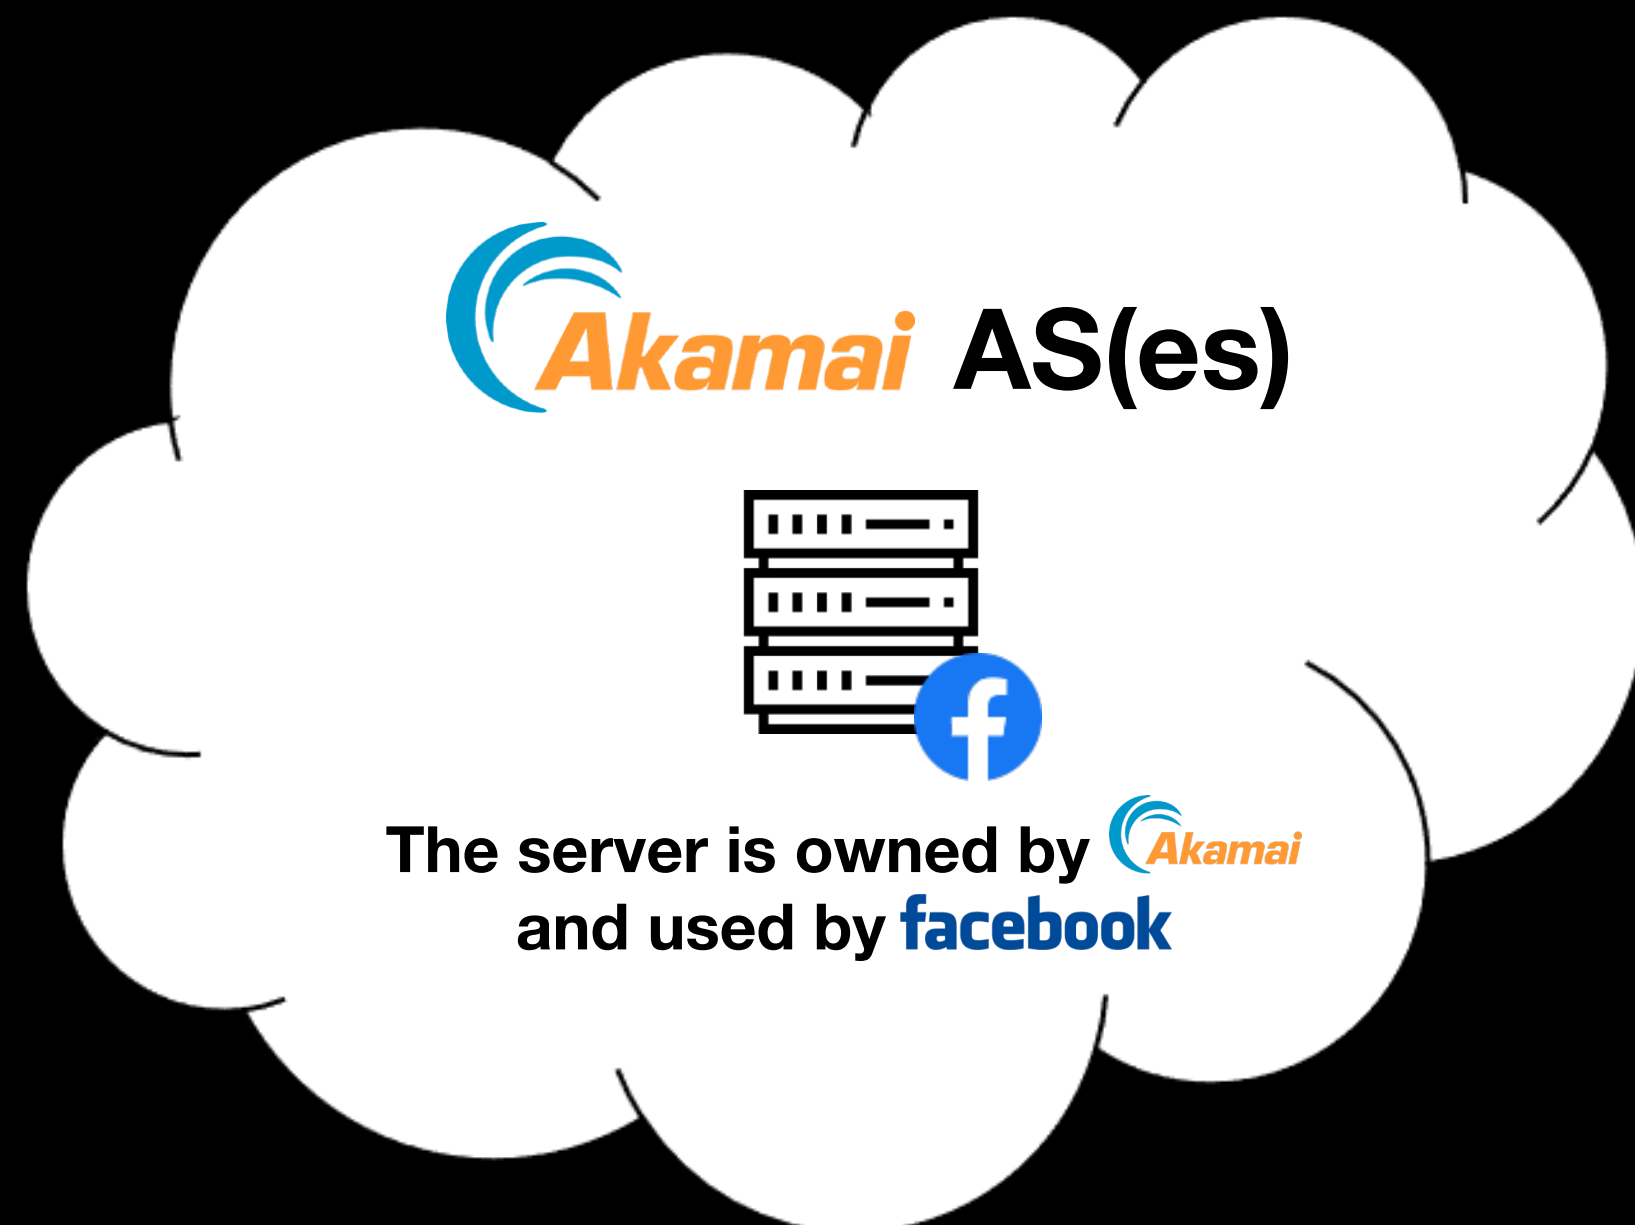 Akamai AS(es)
The server is owned by Akamai
and used by facebook